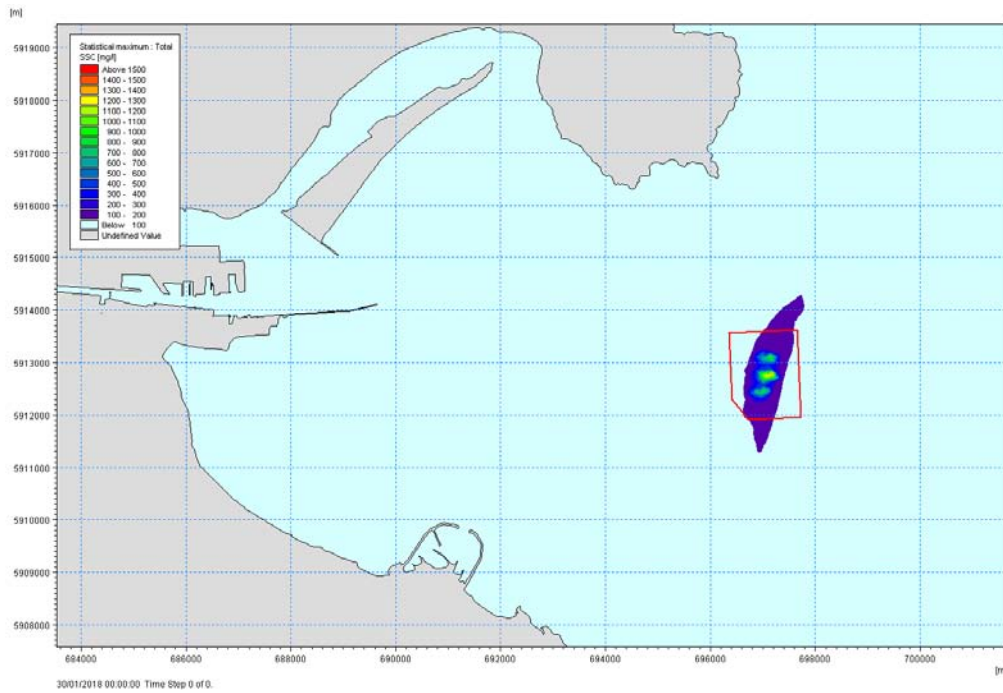 [m]
5919000
5918000
5917000
5916000
5915000
5914000
5913000
5912000
5911000
5910000
5909000
5908000
Statistical maximum : Total
SSC [mg/l]
Above 1500
1400 - 1500
1300 - 1400
1200 - 1300
1100 - 1200
1000 - 1100
900 - 1000
800 - 900
700 - 800
600 - 700
500 - 600
400 - 500
300 - 400
200 - 300
100 - 200
Below 100
Undefined Value
684000 686000 688000 690000 692000 694000 696000 698000 700000
30/01/2018 00:00:00 Time Step 0 of 0.